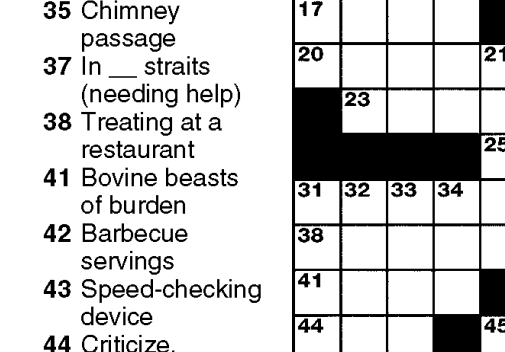 35 Chimney
passage
37 In __ straits
(needing help)
38 Treating at a
restaurant
41 Bovine beasts
of burden
42 Barbecue
servings
43 Speed-checking
device
44 Criticize,
17
20 21
23
25
31 32 33 34
38
41
44 45